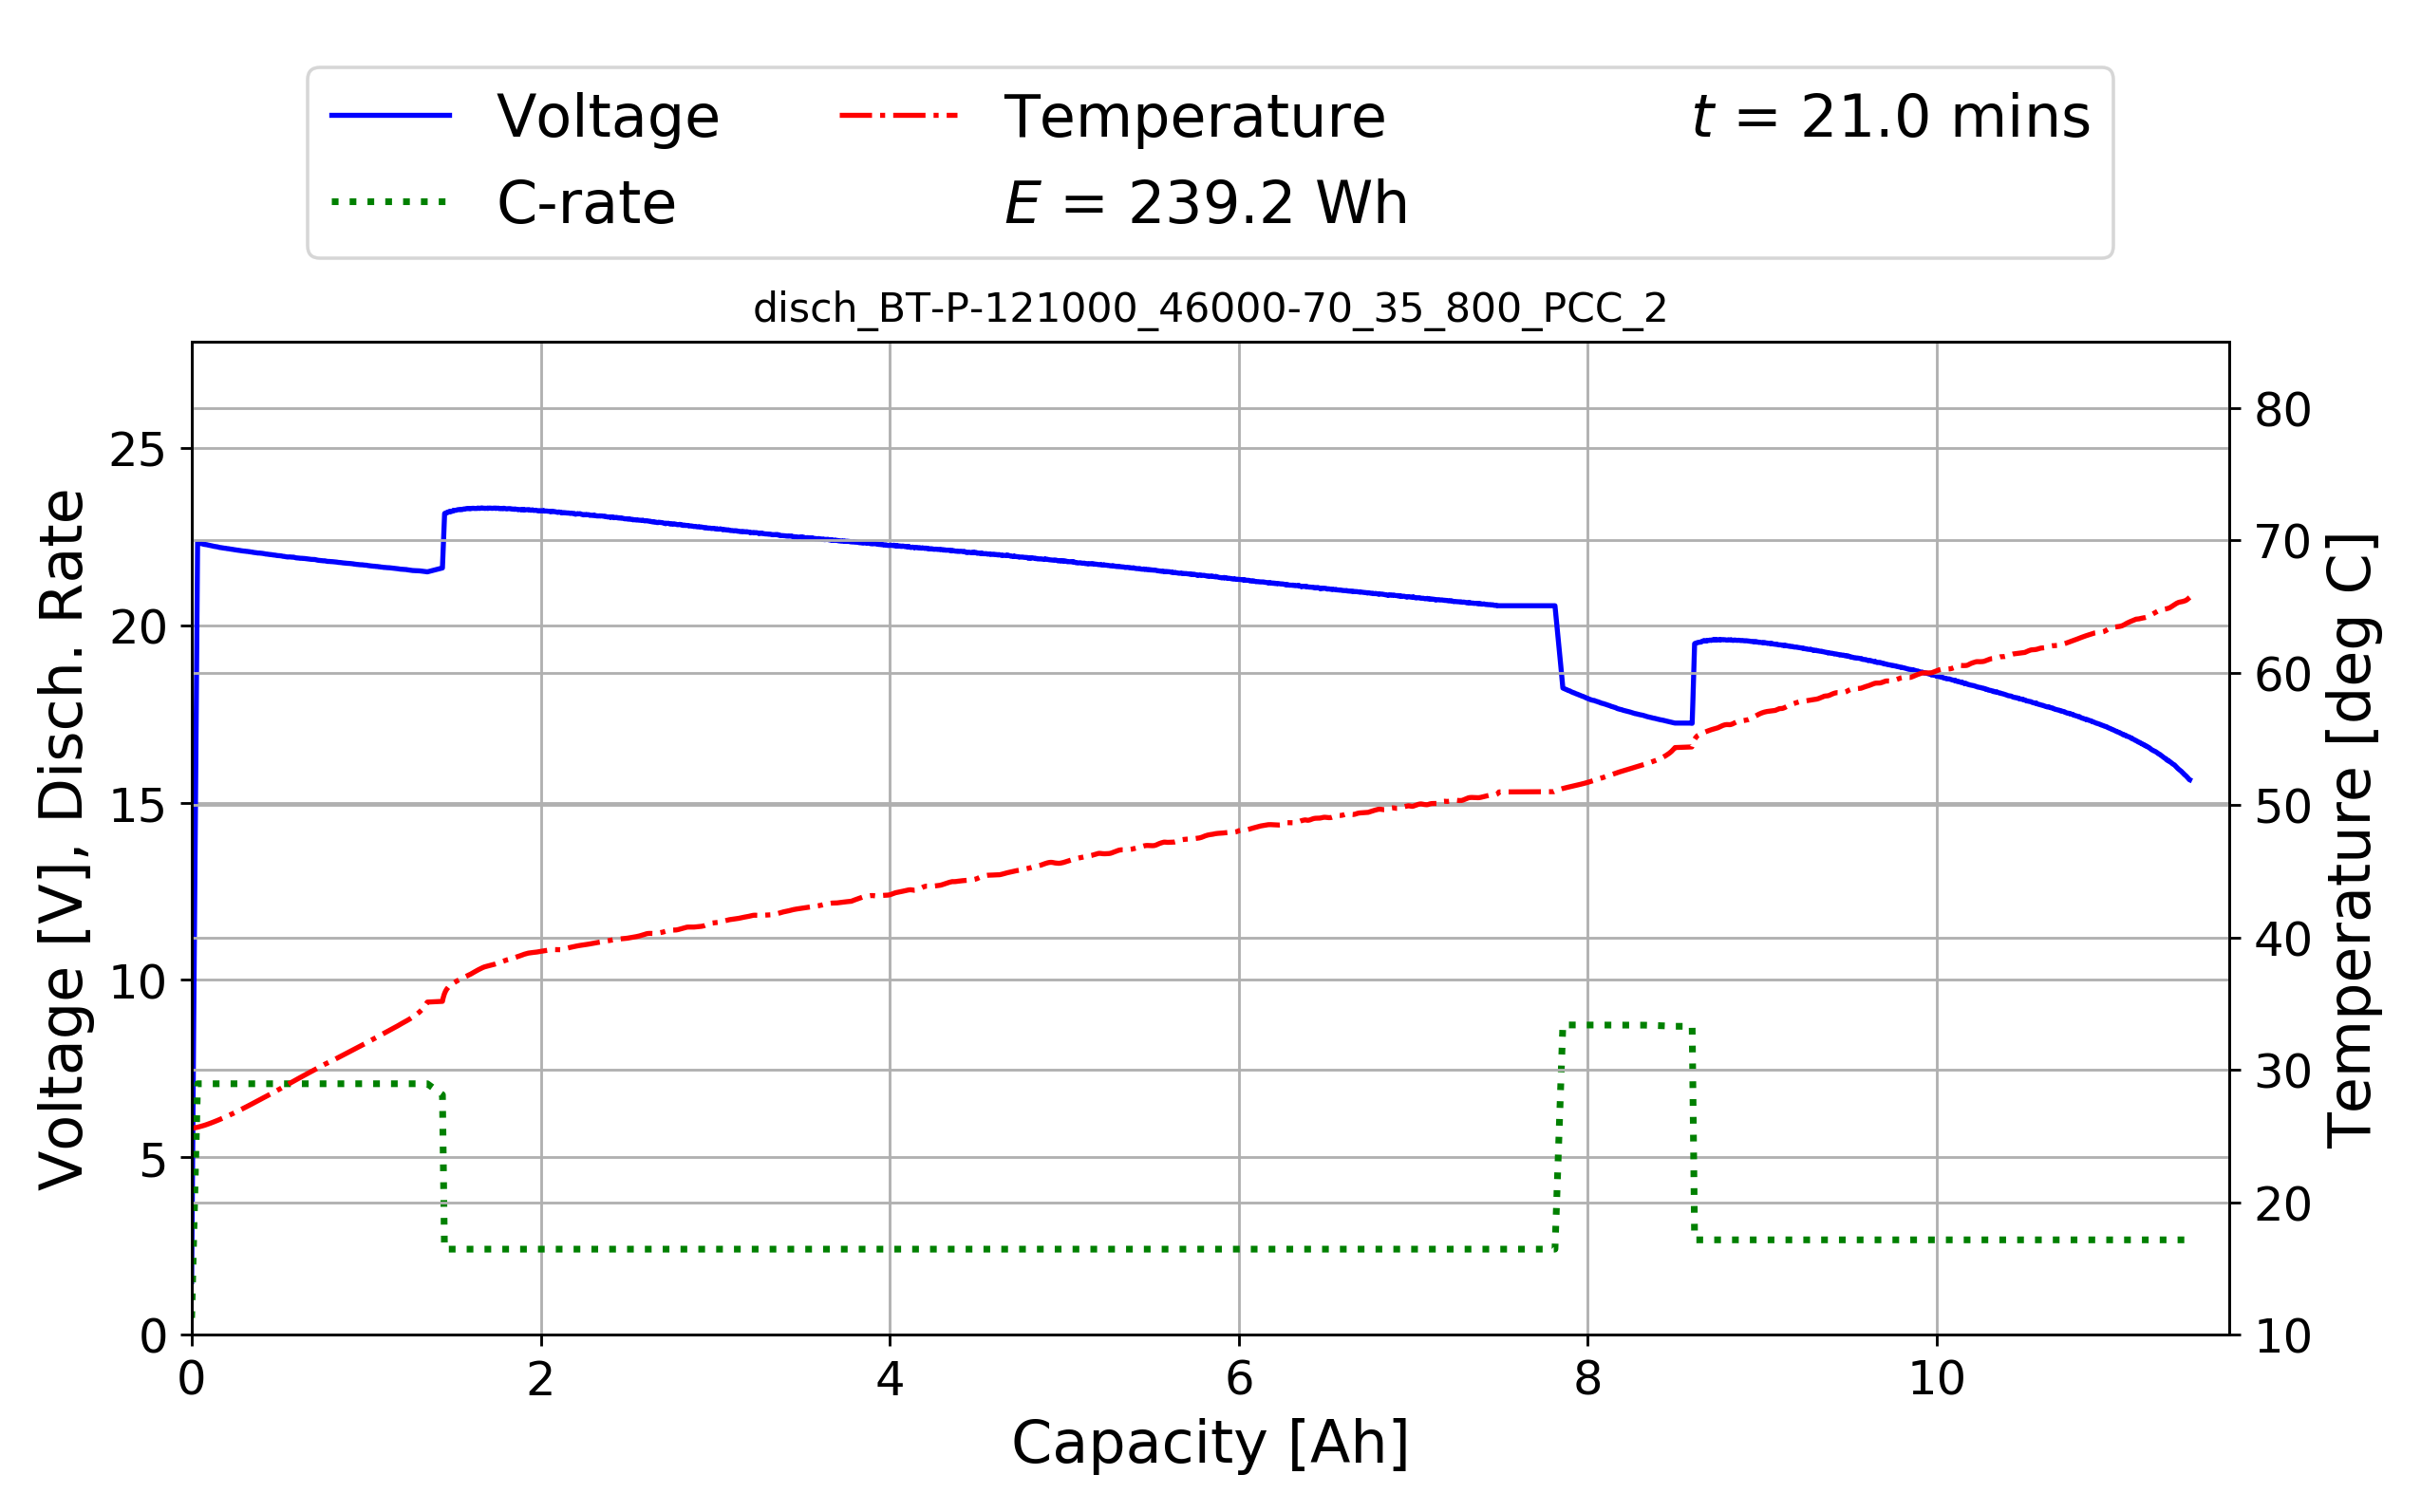 Voltage
Temperature
t = 21.0 mins
C-rate
E = 239.2 Wh
disch_BT-P-121000_46000-70_35_800_PCC_2
Voltage [V], Disch. Rate
25
20
15
10
5
0
80
70
60
50
40
30
20
10
Temperature [deg C]
0
2
4
6
8
10
Capacity [Ah]